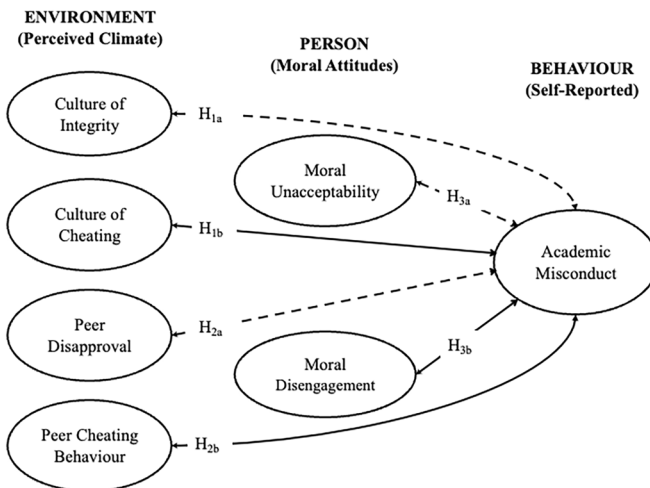 ENVIRONMENT
(Perceived Climate)
PERSON
(Moral Attitudes)
BEHAVIOUR
(Self-Reported)
Culture of
Integrity
H1a
Moral
Unacceptability
H3a
Culture of
Cheating
H1b
Academic
Misconduct
Peer
Disapproval
H2a
Moral
Disengagement
H3b
Peer Cheating
Behaviour
H2b